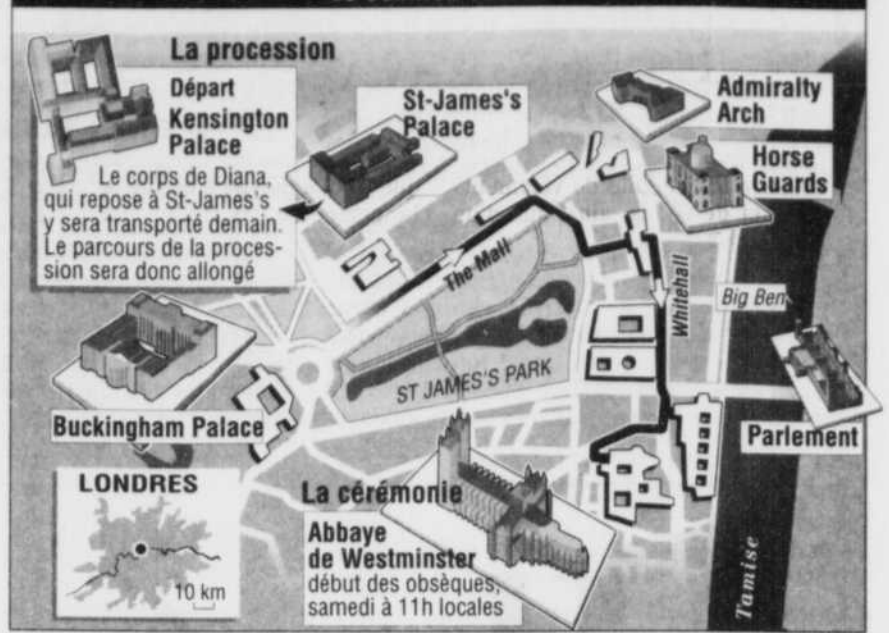 La procession
Départ
Kensington
Palace
Le corps de Diana,
qui repose à St-James's
y sera transporté demain.
Le parcours de la proces-
sion sera donc allongé
St-James's
Palace
Admiralty
Arch
Horse
Guards
The Mall
Whitehall
Big Ben
ST JAMES'S PARK
Buckingham Palace
Parlement
LONDRES
10 km
La cérémonie
Abbaye
de Westminster
début des obsèques,
samedi à 11h locales
Tamise